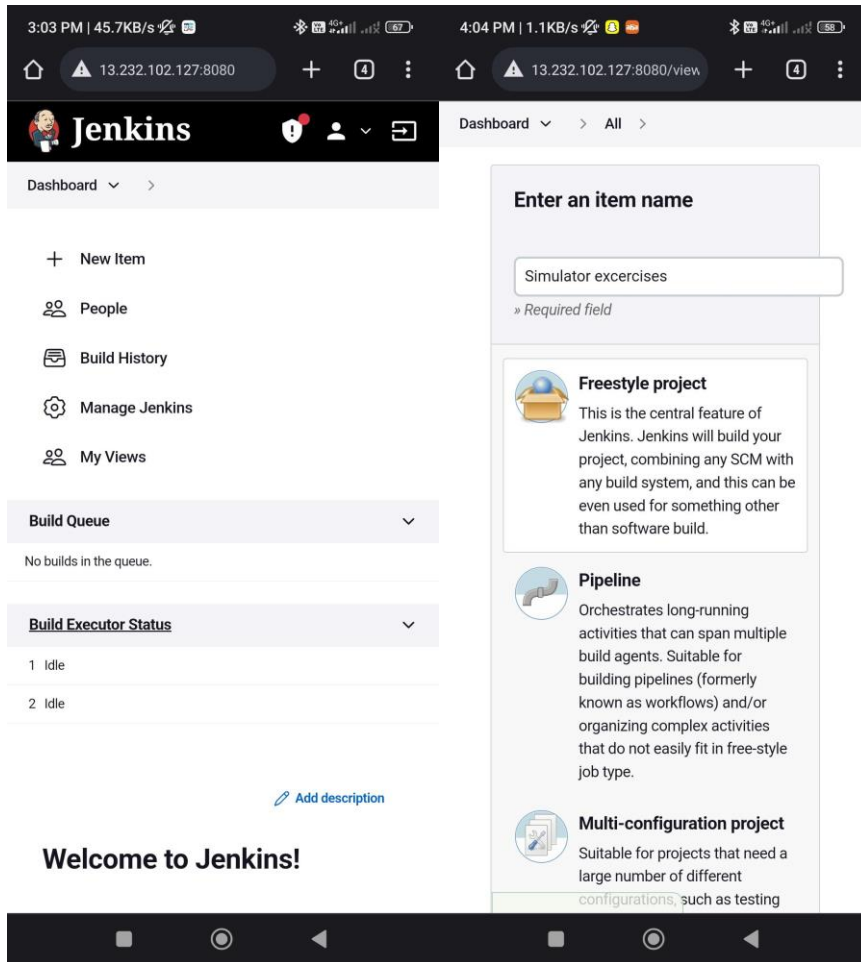 3:03 PM | 45.7KB/s
4G+
67
13.232.102.127:8080
4
Jenkins
Dashboard
New Item
People
Build History
Manage Jenkins
My Views
Build Queue
No builds in the queue.
Build Executor Status
1 Idle
2 Idle
Add description
Welcome to Jenkins!
4:04 PM | 1.1KB/s
4G+
58
13.232.102.127:8080/view
4
Dashboard > All >
Enter an item name
Simulator excercises
» Required field
Freestyle project
This is the central feature of
Jenkins. Jenkins will build your
project, combining any SCM with
any build system, and this can be
even used for something other
than software build.
Pipeline
Orchestrates long-running
activities that can span multiple
build agents. Suitable for
building pipelines (formerly
known as workflows) and/or
organizing complex activities
that do not easily fit in free-style
job type.
Multi-configuration project
Suitable for projects that need a
large number of different
configurations, such as testing